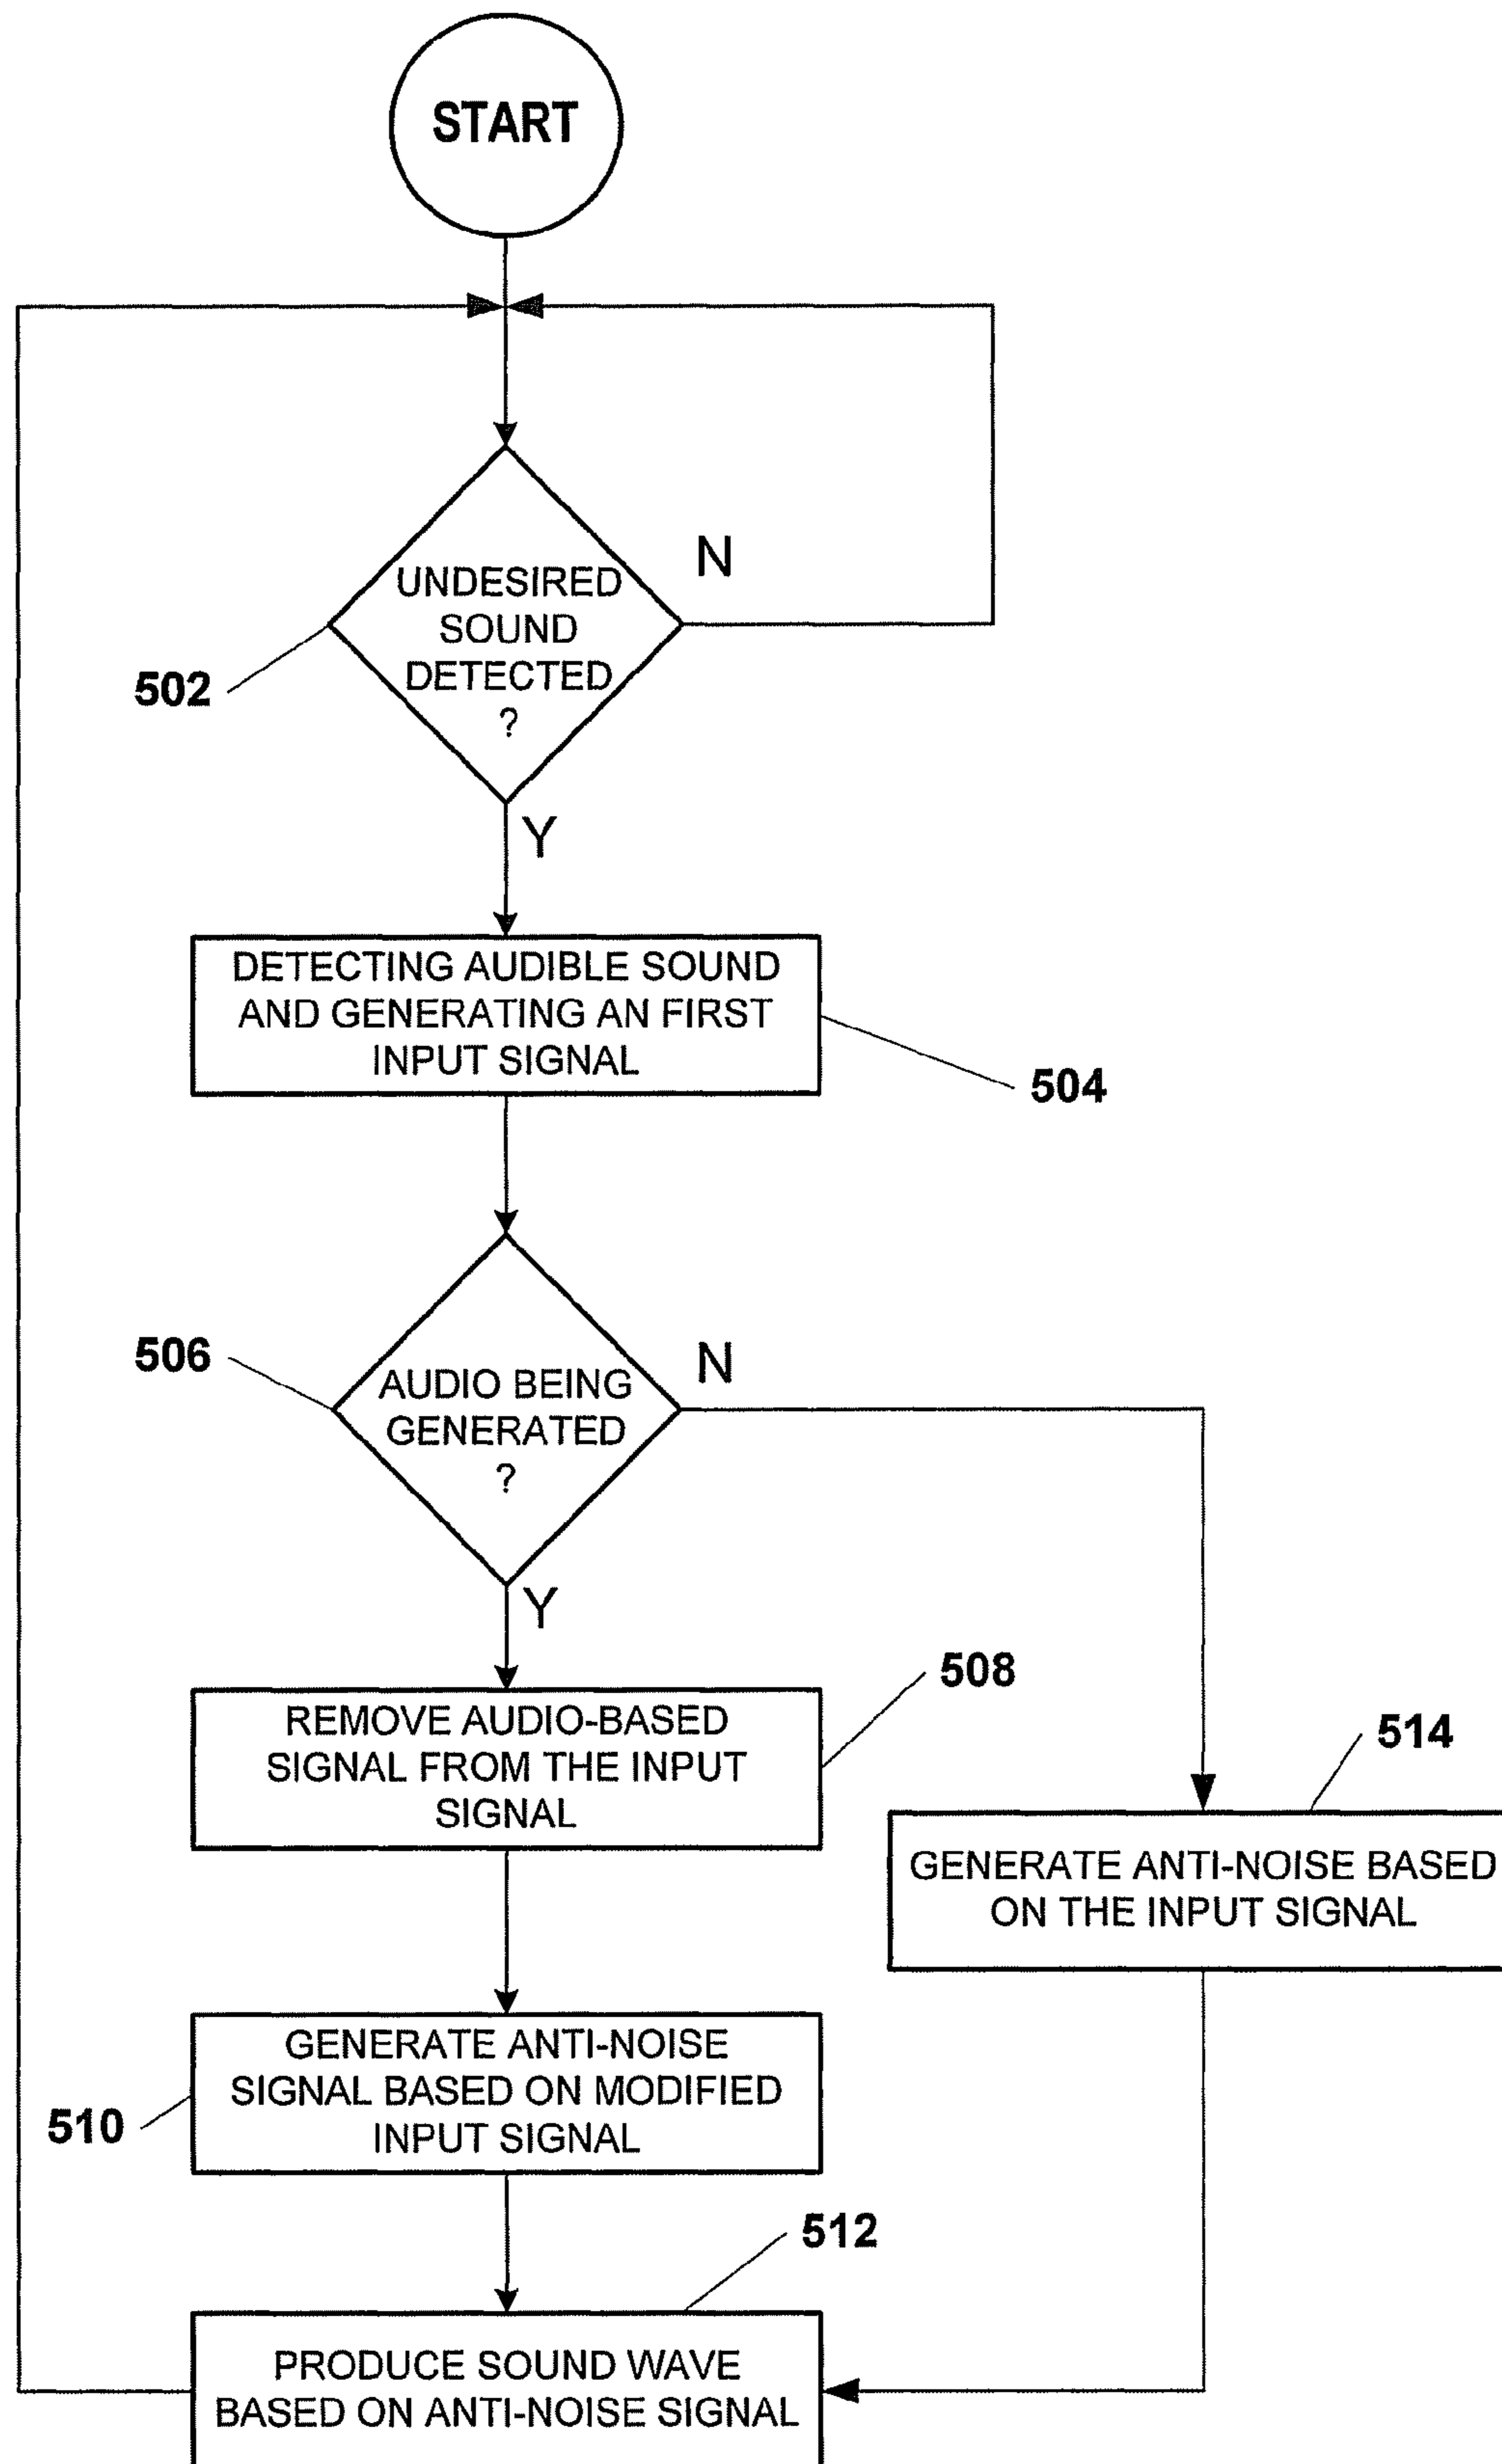 START
UNDESIRED
SOUND
DETECTED
?
N
502
Y
DETECTING AUDIBLE SOUND
AND GENERATING AN FIRST
INPUT SIGNAL
504
506
AUDIO BEING
GENERATED
?
N
Y
508
REMOVE AUDIO-BASED
SIGNAL FROM THE INPUT
SIGNAL
514
GENERATE ANTI-NOISE BASED
ON THE INPUT SIGNAL
GENERATE ANTI-NOISE
SIGNAL BASED ON MODIFIED
INPUT SIGNAL
510
512
PRODUCE SOUND WAVE
BASED ON ANTI-NOISE SIGNAL